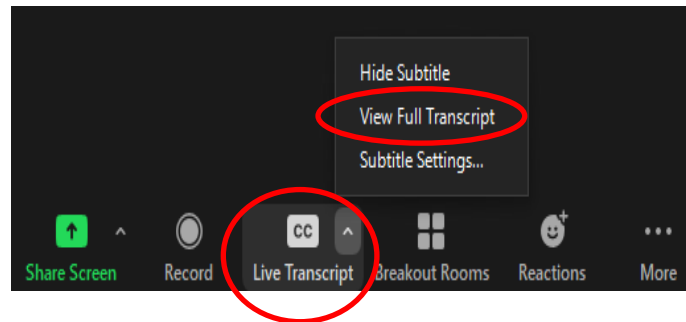 Hide Subtitle
View Full Transcript
Subtitle Settings...
CC
Share Screen
Record
Live Transcript
Breakout Rooms
Reactions
More